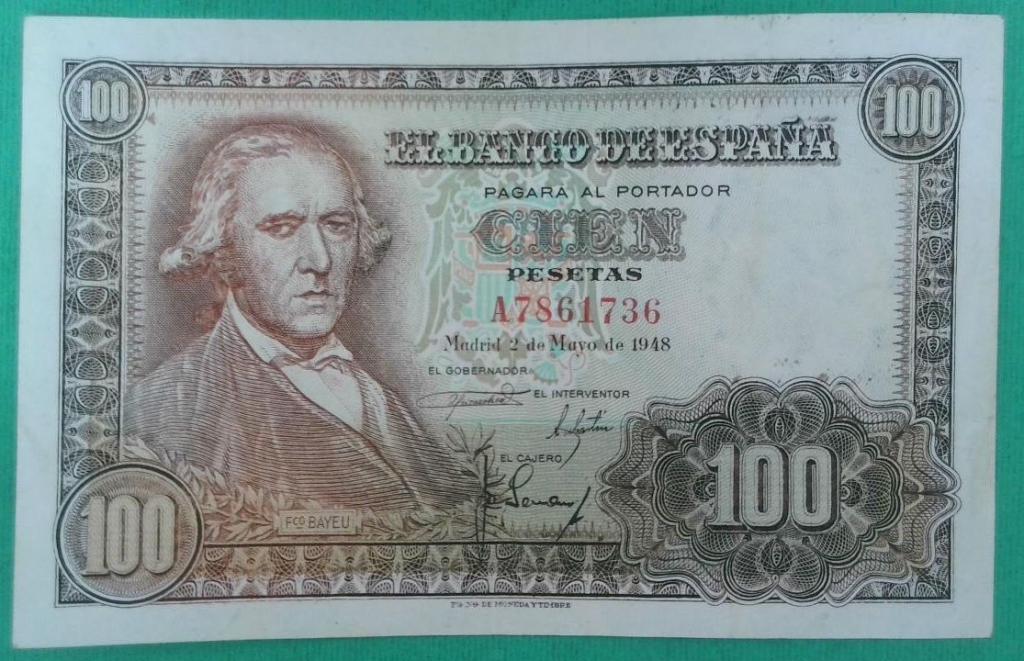 100
100
EL BANCO DE ESPAÑA
PAGARÁ AL PORTADOR
CIEN
PESETAS
A7861736
Madrid 2 de Mayo de 1948
EL GOBERNADOR
EL INTERVENTOR
EL CAJERO
100
FCO BAYEU
100